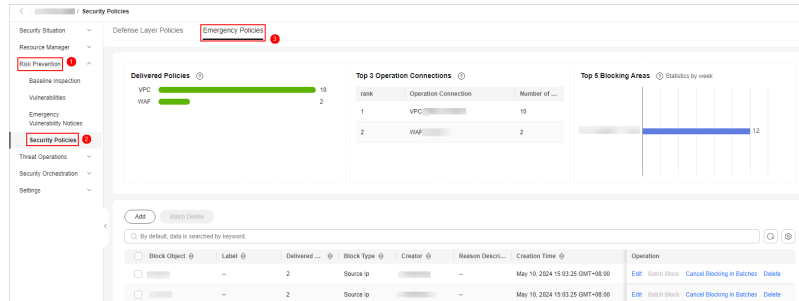 / Security Policies
Security Situation
Resource Manager
Risk Prevention 1
Baseline Inspection
Vulnerabilities
Emergency
Vulnerability Notices
Security Policies 2
Threat Operations
Security Orchestration
Settings
Defense Layer Policies Emergency Policies 3
Delivered Policies
VPC 10
WAF 2
Top 3 Operation Connections
rank Operation Connection Number of ...
1 VPC 10
2 WAF 2
Top 5 Blocking Areas Statistics by week
12
Add Batch Delete
By default, data is searched by keyword.
Block Object Label Delivered ... Block Type Creator Reason Descri... Creation Time Operation
-- 2 Source Ip -- May 10, 2024 15:03:25 GMT+08:00 Edit Batch Block Cancel Blocking in Batches Delete
-- 2 Source Ip -- May 10, 2024 15:03:25 GMT+08:00 Edit Batch Block Cancel Blocking in Batches Delete